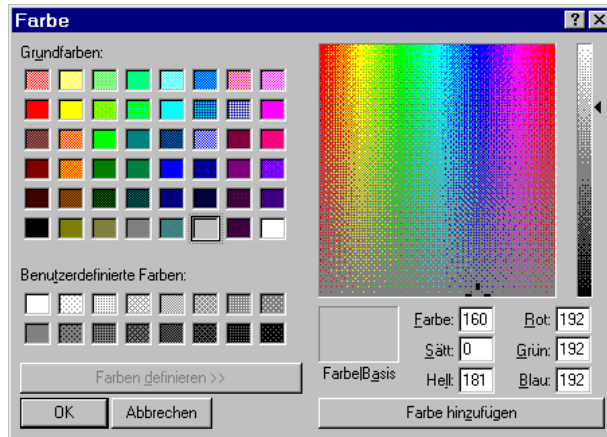 Farbe
Grundfarben:
Benutzerdefinierte Farben:
Farben definieren >>
OK
Abbrechen
Farbe|Basis
Farbe: 160
Sätt: 0
Hell: 181
Rot: 192
Grün: 192
Blau: 192
Farbe hinzufügen